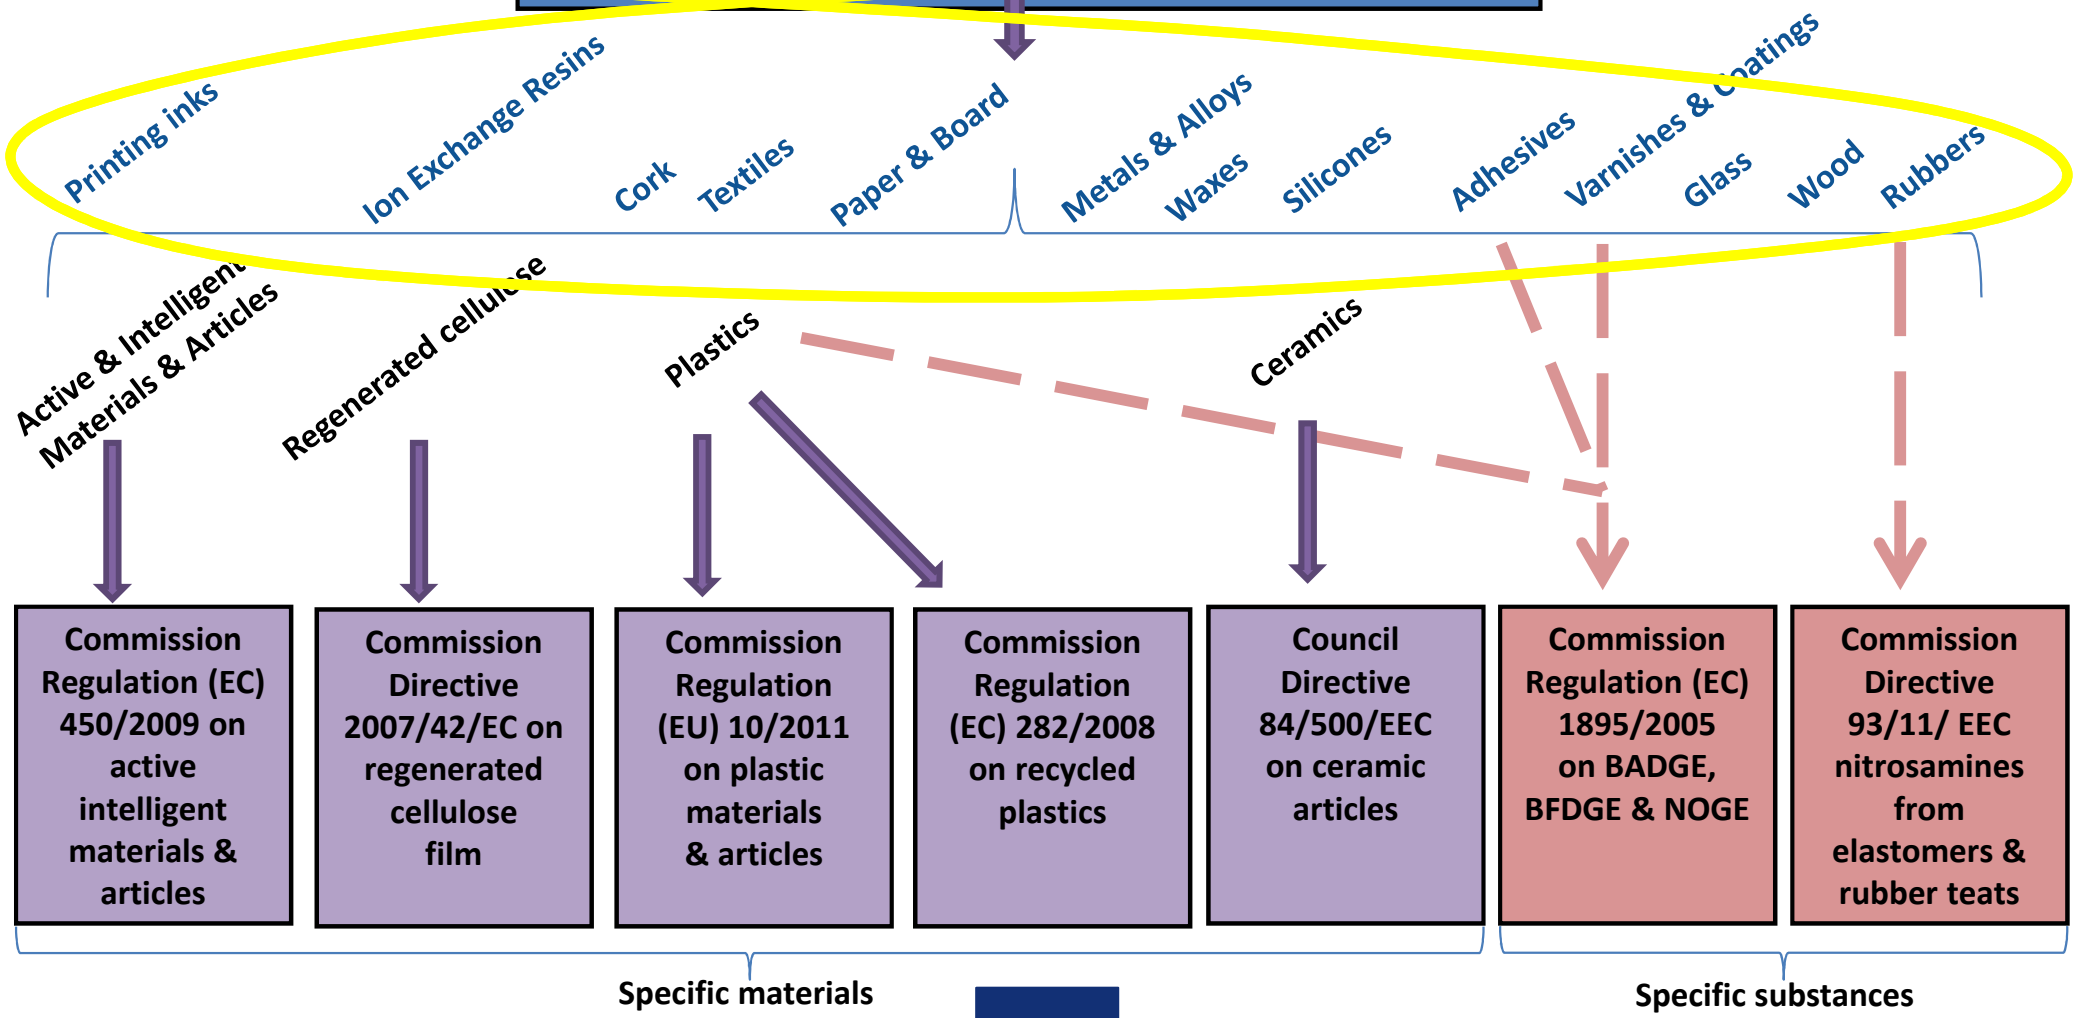 Printing inks
Ion Exchange Resins
Cork
Textiles
Paper & Board
Metals & Alloys
Waxes
Silicones
Adhesives
Varnishes & Coatings
Glass
Wood
Rubbers
Active & Intelligent
Materials & Articles
Regenerated cellulose
Plastics
Ceramics
Commission
Regulation (EC)
450/2009 on
active
intelligent
materials &
articles
Commission
Directive
2007/42/EC on
regenerated
cellulose
film
Commission
Regulation
(EU) 10/2011
on plastic
materials
& articles
Commission
Regulation
(EC) 282/2008
on recycled
plastics
Council
Directive
84/500/EEC
on ceramic
articles
Commission
Regulation (EC)
1895/2005
on BADGE,
BFDGE & NOGE
Commission
Directive
93/11/ EEC
nitrosamines
from
elastomers &
rubber teats
Specific materials
Specific substances